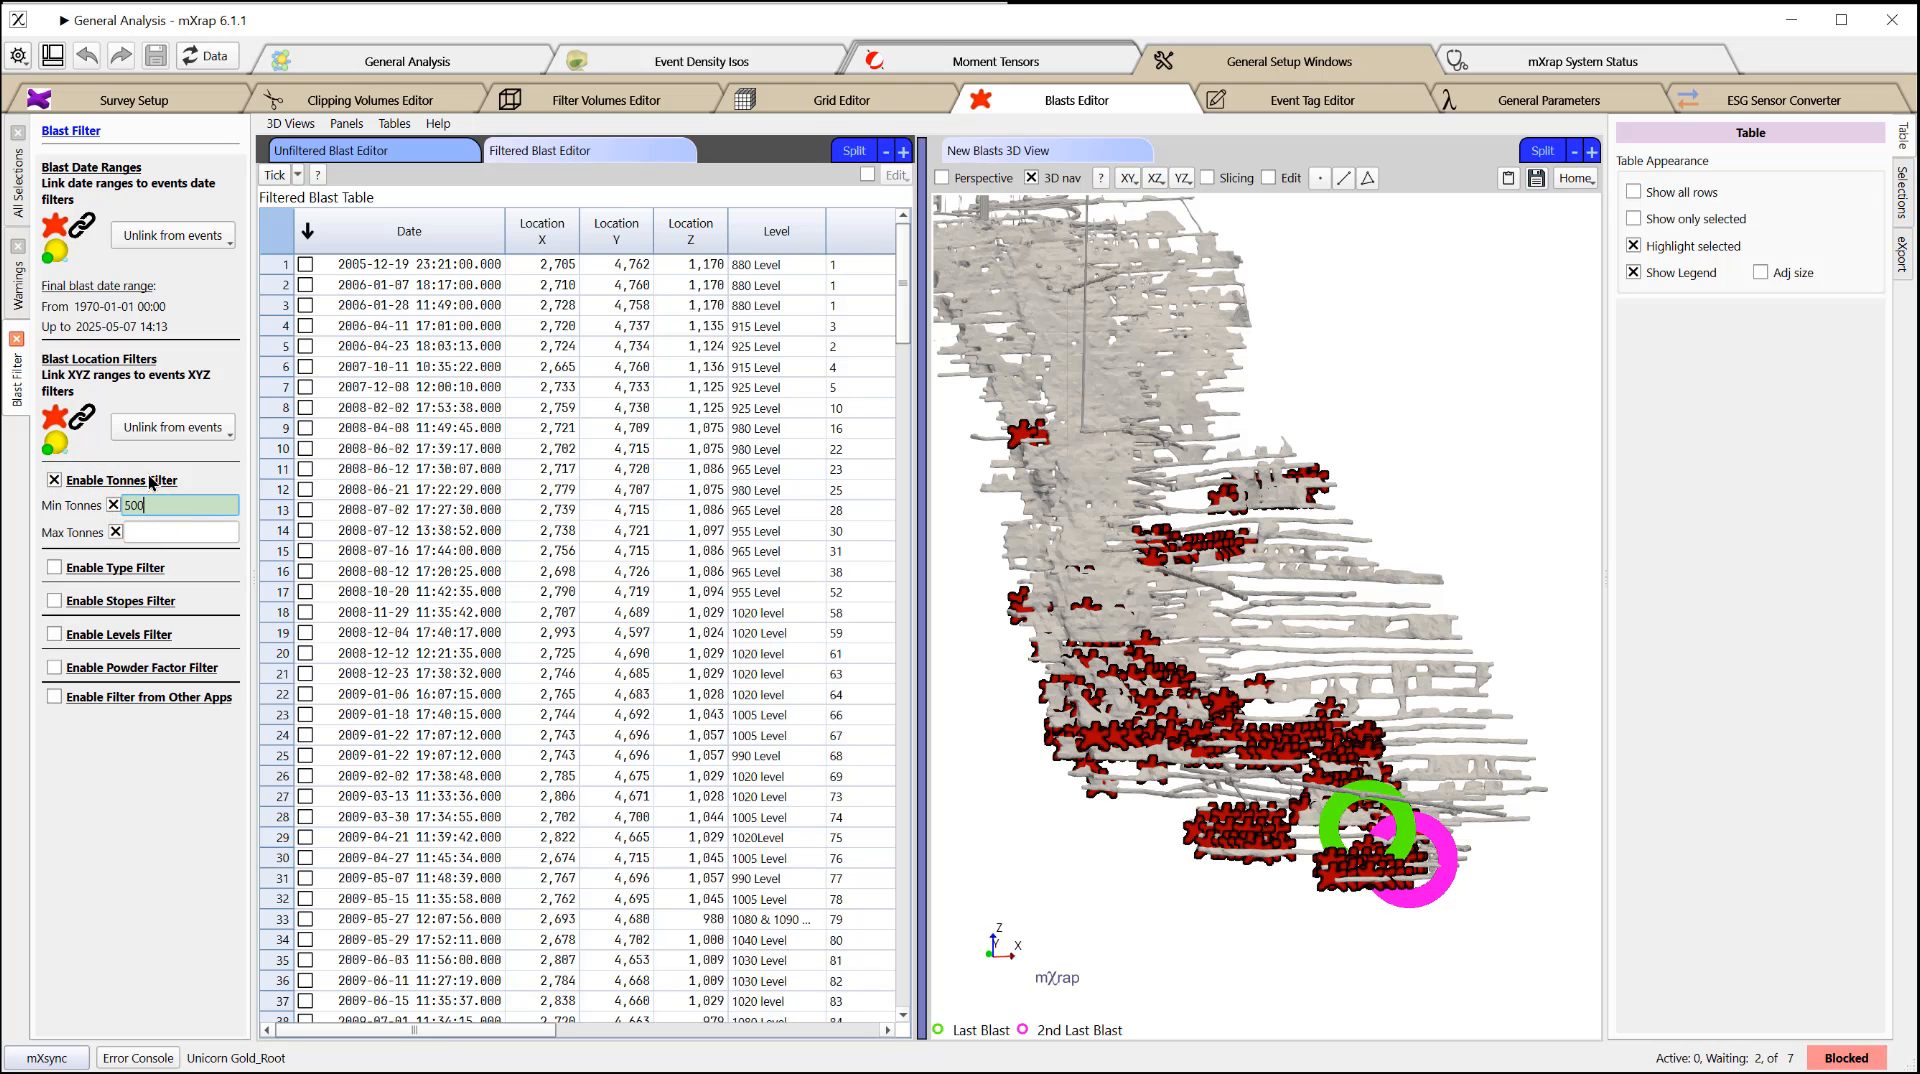 General Analysis - mXrap 6.1.1
Data
General Analysis
Event Density Isos
Moment Tensors
General Setup Windows
mXrap System Status
Survey Setup
Clipping Volumes Editor
Filter Volumes Editor
Grid Editor
Blasts Editor
Event Tag Editor
General Parameters
ESG Sensor Converter
All Selections
Warnings
Blast Filter
Blast Filter
Blast Date Ranges
Link date ranges to events date
filters
Unlink from events
Final blast date range:
From 1970-01-01 00:00
Up to 2025-05-07 14:13
Blast Location Filters
Link XYZ ranges to events XYZ
filters
Unlink from events
Enable Tonnes Filter
Min Tonnes 500
Max Tonnes
Enable Type Filter
Enable Stopes Filter
Enable Levels Filter
Enable Powder Factor Filter
Enable Filter from Other Apps
3D Views Panels Tables Help
Unfiltered Blast Editor
Filtered Blast Editor
Split - +
Tick ? Edit
Filtered Blast Table
Date Location X Location Y Location Z Level
1 2005-12-19 23:21:00.000 2,705 4,762 1,170 880 Level 1
2 2006-01-07 18:17:00.000 2,710 4,760 1,170 880 Level 1
3 2006-01-28 11:49:00.000 2,728 4,758 1,170 880 Level 1
4 2006-04-11 17:01:00.000 2,720 4,737 1,135 915 Level 3
5 2006-04-23 18:03:13.000 2,724 4,734 1,124 925 Level 2
6 2007-10-11 10:35:22.000 2,665 4,760 1,136 915 Level 4
7 2007-12-08 12:00:10.000 2,733 4,733 1,125 925 Level 5
8 2008-02-02 17:53:38.000 2,759 4,730 1,125 925 Level 10
9 2008-04-08 11:49:45.000 2,721 4,709 1,075 980 Level 16
10 2008-06-02 17:39:17.000 2,702 4,715 1,075 980 Level 22
11 2008-06-12 17:30:07.000 2,717 4,720 1,086 965 Level 23
12 2008-06-21 17:22:29.000 2,779 4,707 1,075 980 Level 25
13 2008-07-02 17:27:30.000 2,739 4,715 1,086 965 Level 28
14 2008-07-12 13:38:52.000 2,738 4,721 1,097 955 Level 30
15 2008-07-16 17:44:00.000 2,756 4,715 1,086 965 Level 31
16 2008-08-12 17:20:25.000 2,698 4,726 1,086 965 Level 38
17 2008-10-20 11:42:35.000 2,790 4,719 1,094 955 Level 52
18 2008-11-29 11:35:42.000 2,707 4,689 1,029 1020 level 58
19 2008-12-04 17:40:17.000 2,993 4,597 1,024 1020 Level 59
20 2008-12-12 12:21:35.000 2,725 4,690 1,029 1020 level 61
21 2008-12-23 17:38:32.000 2,746 4,685 1,029 1020 level 63
22 2009-01-06 16:07:15.000 2,765 4,683 1,028 1020 Level 64
23 2009-01-18 17:40:15.000 2,744 4,692 1,043 1005 Level 66
24 2009-01-22 17:07:12.000 2,743 4,696 1,057 1005 Level 67
25 2009-01-22 19:07:12.000 2,743 4,696 1,057 990 Level 68
26 2009-02-02 17:38:48.000 2,785 4,675 1,029 1020 level 69
27 2009-03-13 11:33:36.000 2,806 4,671 1,028 1020 Level 73
28 2009-03-30 17:34:55.000 2,702 4,700 1,044 1005 Level 74
29 2009-04-21 11:39:42.000 2,822 4,665 1,029 1020Level 75
30 2009-04-27 11:45:34.000 2,674 4,715 1,045 1005 Level 76
31 2009-05-07 11:48:39.000 2,767 4,696 1,057 990 Level 77
32 2009-05-15 11:35:58.000 2,762 4,695 1,045 1005 Level 78
33 2009-05-27 12:07:56.000 2,693 4,680 980 1080 & 1090 ... 79
34 2009-05-29 17:52:11.000 2,678 4,702 1,000 1040 Level 80
35 2009-06-03 11:56:00.000 2,807 4,653 1,009 1030 Level 81
36 2009-06-11 11:27:19.000 2,784 4,668 1,009 1030 Level 82
37 2009-06-15 11:35:37.000 2,838 4,660 1,029 1020 level 83
38 2009-07-01 11:34:15.000 2,720 4,663 979 1080 Level 84
New Blasts 3D View
Split - +
Perspective 3D nav ? XY XZ YZ Slicing Edit Home
Z
Y
X
mXrap
Last Blast 2nd Last Blast
Table
Table Appearance
Show all rows
Show only selected
Highlight selected
Show Legend Adj size
Table
Selections
eXport
mXsync Error Console Unicorn Gold_Root
Active: 0, Waiting: 2, of 7 Blocked